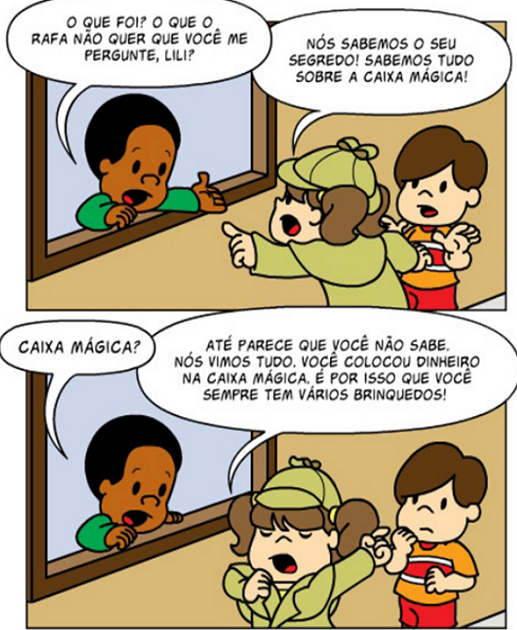 O QUE FOI? O QUE O
RAFA NÃO QUER QUE VOCÊ ME
PERGUNTE, LILI?
NÓS SABEMOS O SEU
SEGREDO! SABEMOS TUDO
SOBRE A CAIXA MÁGICA!
CAIXA MÁGICA?
ATÉ PARECE QUE VOCÊ NÃO SABE.
NÓS VIMOS TUDO. VOCÊ COLOCOU DINHEIRO
NA CAIXA MÁGICA. É POR ISSO QUE VOCÊ
SEMPRE TEM VÁRIOS BRINQUEDOS!